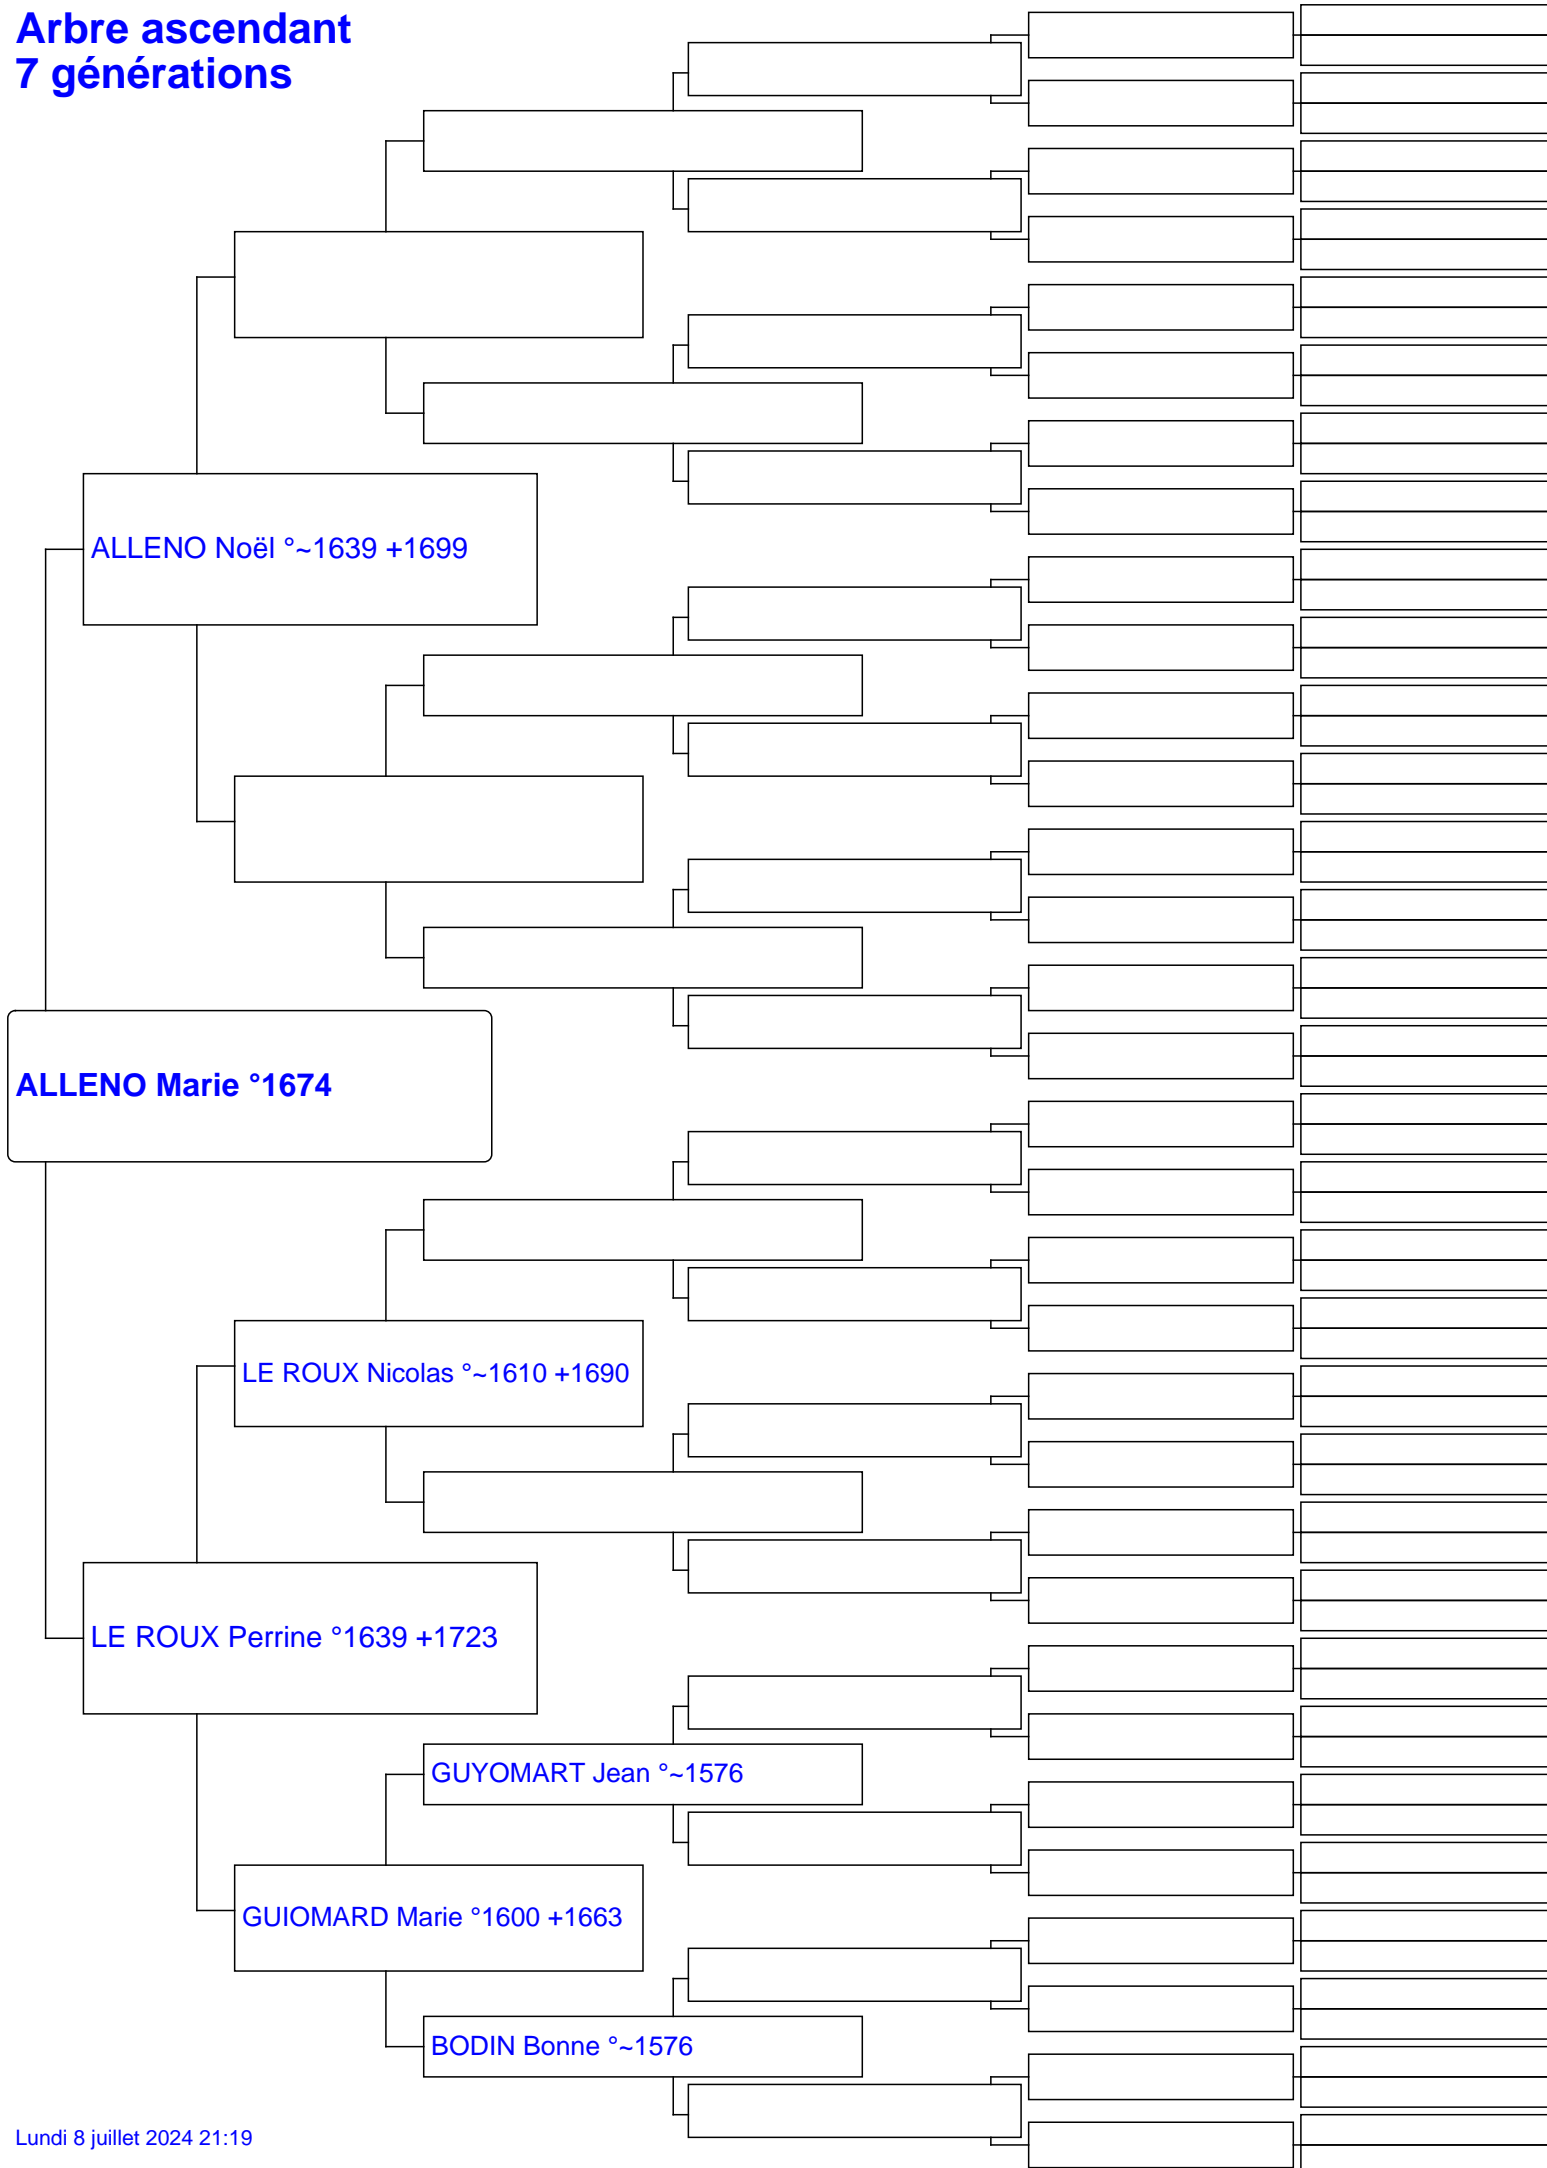 Arbre ascendant
7 générations
ALLENO Noël °~1639 +1699
ALLENO Marie °1674
LE ROUX Nicolas °~1610 +1690
LE ROUX Perrine °1639 +1723
GUYOMART Jean °~1576
GUIOMARD Marie °1600 +1663
BODIN Bonne °~1576
Lundi 8 juillet 2024 21:19